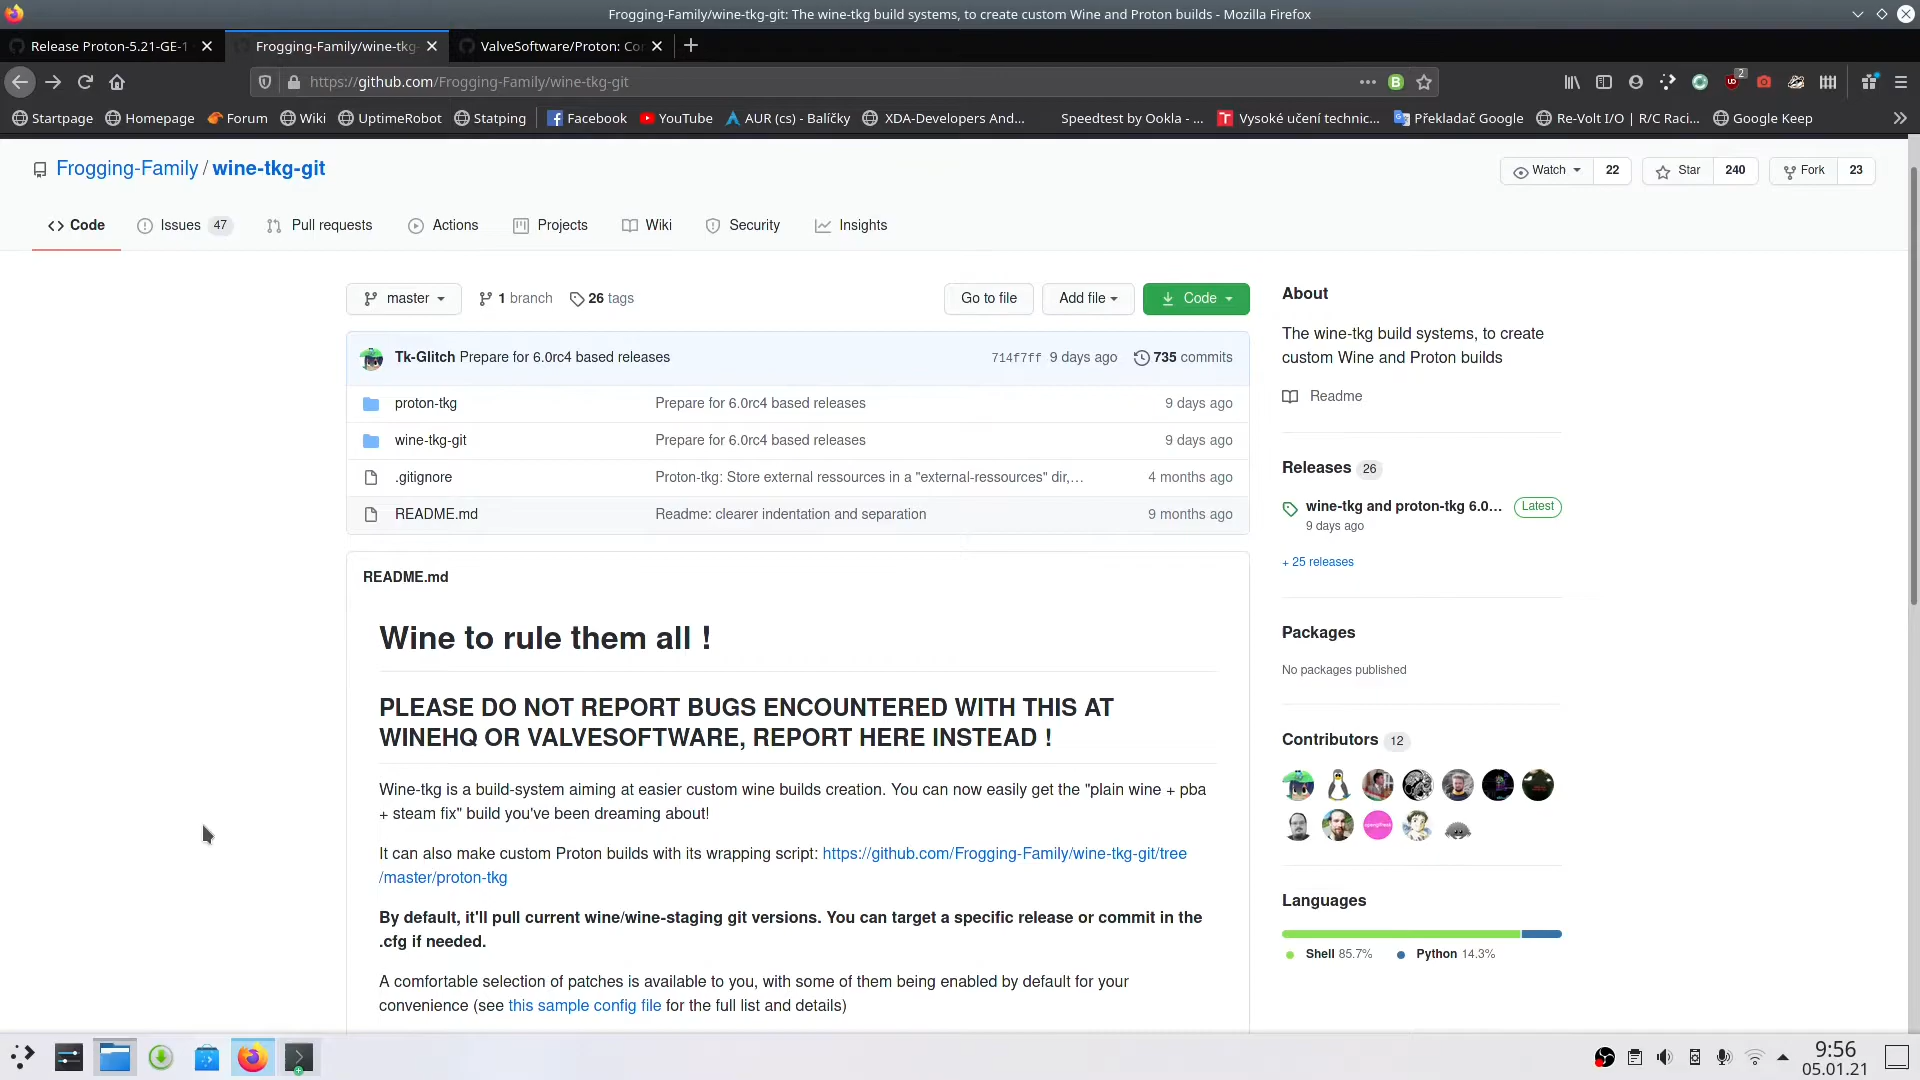 Frogging-Family/wine-tkg-git: The wine-tkg build systems, to create custom Wine and Proton builds - Mozilla Firefox
Release Proton-5.21-GE-1
Frogging-Family/wine-tkg-
ValveSoftware/Proton: Co
https://github.com/Frogging-Family/wine-tkg-git
2
Startpage
Homepage
Forum
Wiki
UptimeRobot
Statping
Facebook
YouTube
AUR (cs) - Balíčky
XDA-Developers And...
Speedtest by Ookla - ...
Vysoké učení technic...
Překladač Google
Re-Volt I/O | R/C Raci...
Google Keep
Frogging-Family / wine-tkg-git
Watch 22
Star 240
Fork 23
Code
Issues 47
Pull requests
Actions
Projects
Wiki
Security
Insights
master
1 branch
26 tags
Go to file
Add file
Code
Tk-Glitch Prepare for 6.0rc4 based releases 714f7ff 9 days ago 735 commits
proton-tkg Prepare for 6.0rc4 based releases 9 days ago
wine-tkg-git Prepare for 6.0rc4 based releases 9 days ago
.gitignore Proton-tkg: Store external ressources in a "external-ressources" dir,... 4 months ago
README.md Readme: clearer indentation and separation 9 months ago
README.md
Wine to rule them all !
PLEASE DO NOT REPORT BUGS ENCOUNTERED WITH THIS AT
WINEHQ OR VALVESOFTWARE, REPORT HERE INSTEAD !
Wine-tkg is a build-system aiming at easier custom wine builds creation. You can now easily get the "plain wine + pba
+ steam fix" build you've been dreaming about!
It can also make custom Proton builds with its wrapping script: https://github.com/Frogging-Family/wine-tkg-git/tree
/master/proton-tkg
By default, it'll pull current wine/wine-staging git versions. You can target a specific release or commit in the
.cfg if needed.
A comfortable selection of patches is available to you, with some of them being enabled by default for your
convenience (see this sample config file for the full list and details)
About
The wine-tkg build systems, to create
custom Wine and Proton builds
Readme
Releases 26
wine-tkg and proton-tkg 6.0... Latest
9 days ago
+ 25 releases
Packages
No packages published
Contributors 12
Languages
Shell 85.7% Python 14.3%
9:56
05.01.21